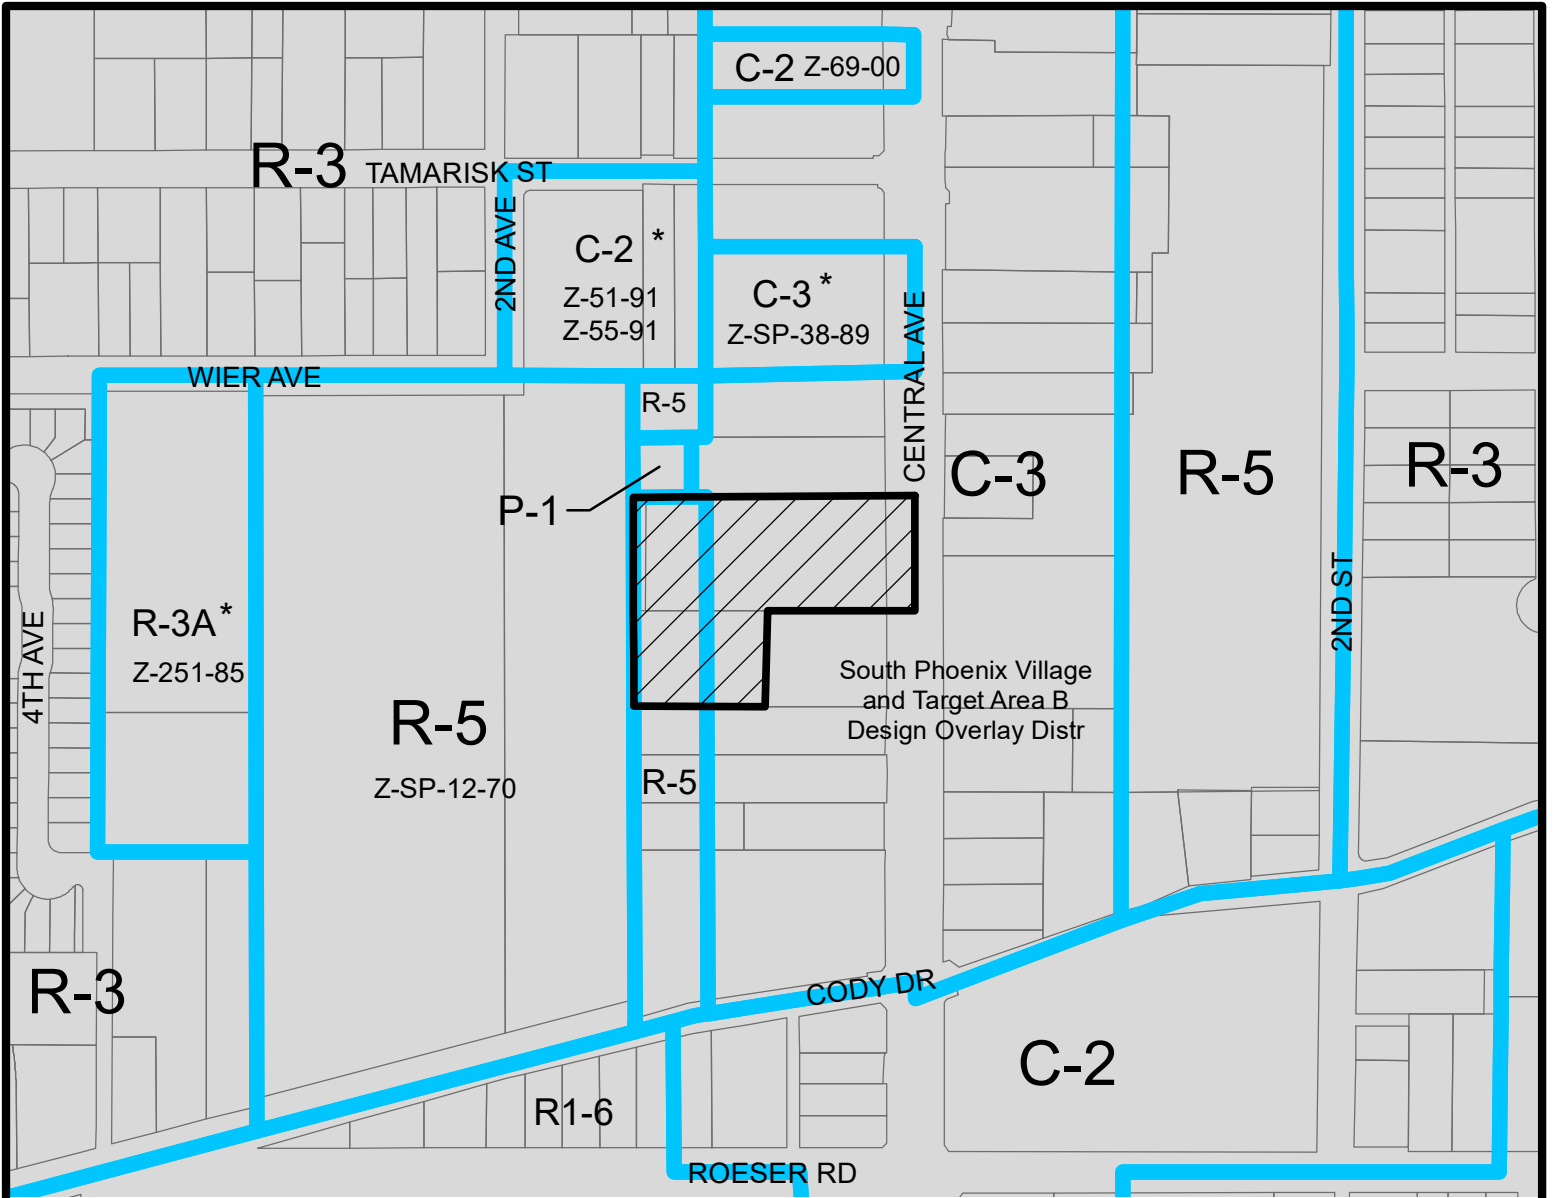 C-2 Z-69-00
R-3
TAMARISK ST
2ND AVE
C-2 *
Z-51-91
Z-55-91
C-3 *
Z-SP-38-89
CENTRAL AVE
WIER AVE
R-5
C-3
R-5
R-3
P-1
2ND ST
R-3A *
Z-251-85
4TH AVE
South Phoenix Village
and Target Area B
Design Overlay Distr
R-5
Z-SP-12-70
R-5
R-3
CODY DR
C-2
R1-6
ROESER RD